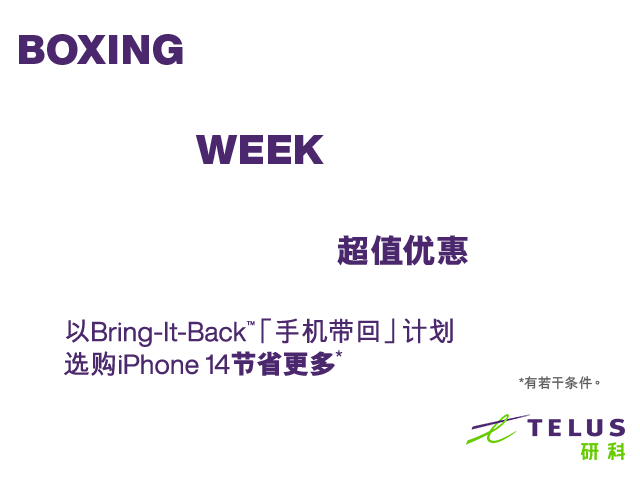 BOXING
WEEK
超值优惠
以Bring-It-Back™「手机带回」计划
选购iPhone 14节省更多*
*有若干条件。
TELUS
研科